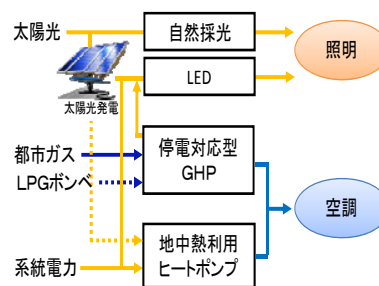 太陽光
自然採光
照明
LED
太陽光発電
都市ガス
停電対応型
GHP
LPGボンベ
空調
地中熱利用
ヒートポンプ
系統電力